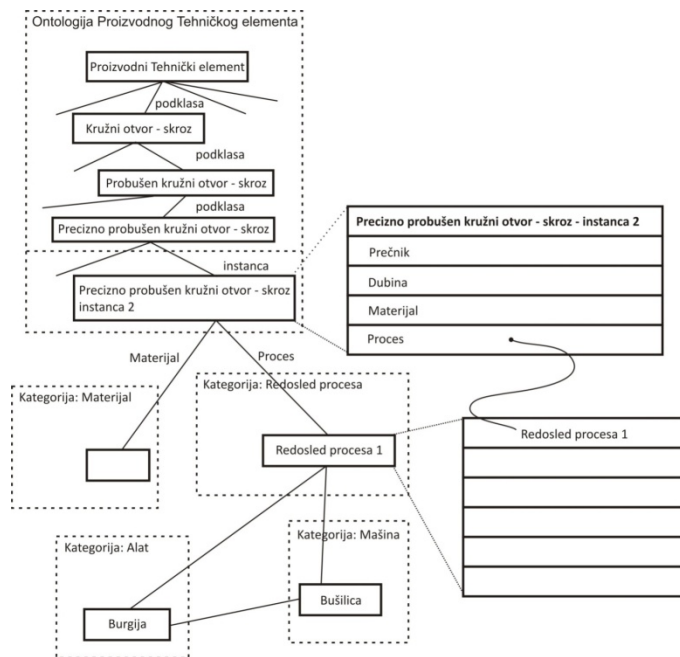 Ontologija Proizvodnog Tehničkog elementa
Proizvodni Tehnički element
podklasa
Kružni otvor - skroz
podklasa
Probušen kružni otvor - skroz
podklasa
Precizno probušen kružni otvor - skroz
instanca
Precizno probušen kružni otvor - skroz
instanca 2
Precizno probušen kružni otvor - skroz - instanca 2
Prečnik
Dubina
Materijal
Proces
Materijal
Proces
Kategorija: Materijal
Kategorija: Redosled procesa
Redosled procesa 1
Redosled procesa 1
Kategorija: Alat
Kategorija: Mašina
Burgija
Bušilica